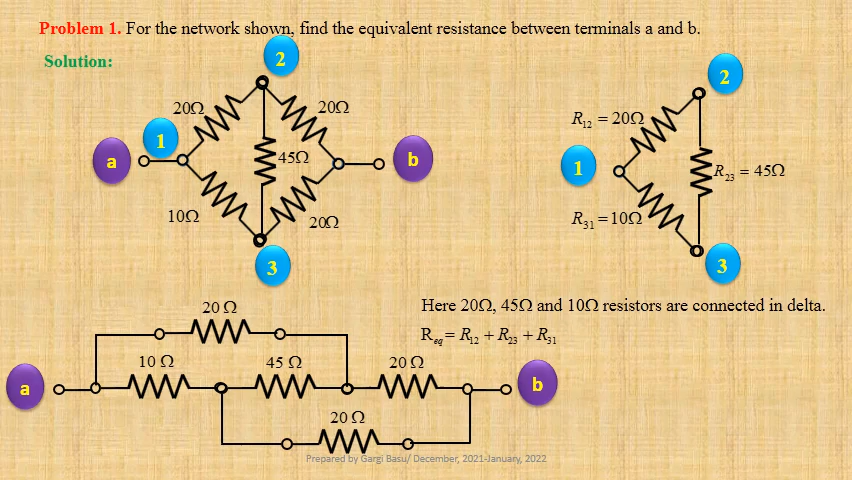 Problem 1. For the network shown, find the equivalent resistance between terminals a and b.
Solution:
2
20Ω
20Ω
1
a
45Ω
b
10Ω
20Ω
3
2
R₁₂ = 20Ω
1
R₂₃ = 45Ω
R₃₁ = 10Ω
3
Here 20Ω, 45Ω and 10Ω resistors are connected in delta.
R_eq = R₁₂ + R₂₃ + R₃₁
20 Ω
10 Ω
45 Ω
20 Ω
a
b
20 Ω
Prepared by Gargi Basu/ December, 2021-January, 2022